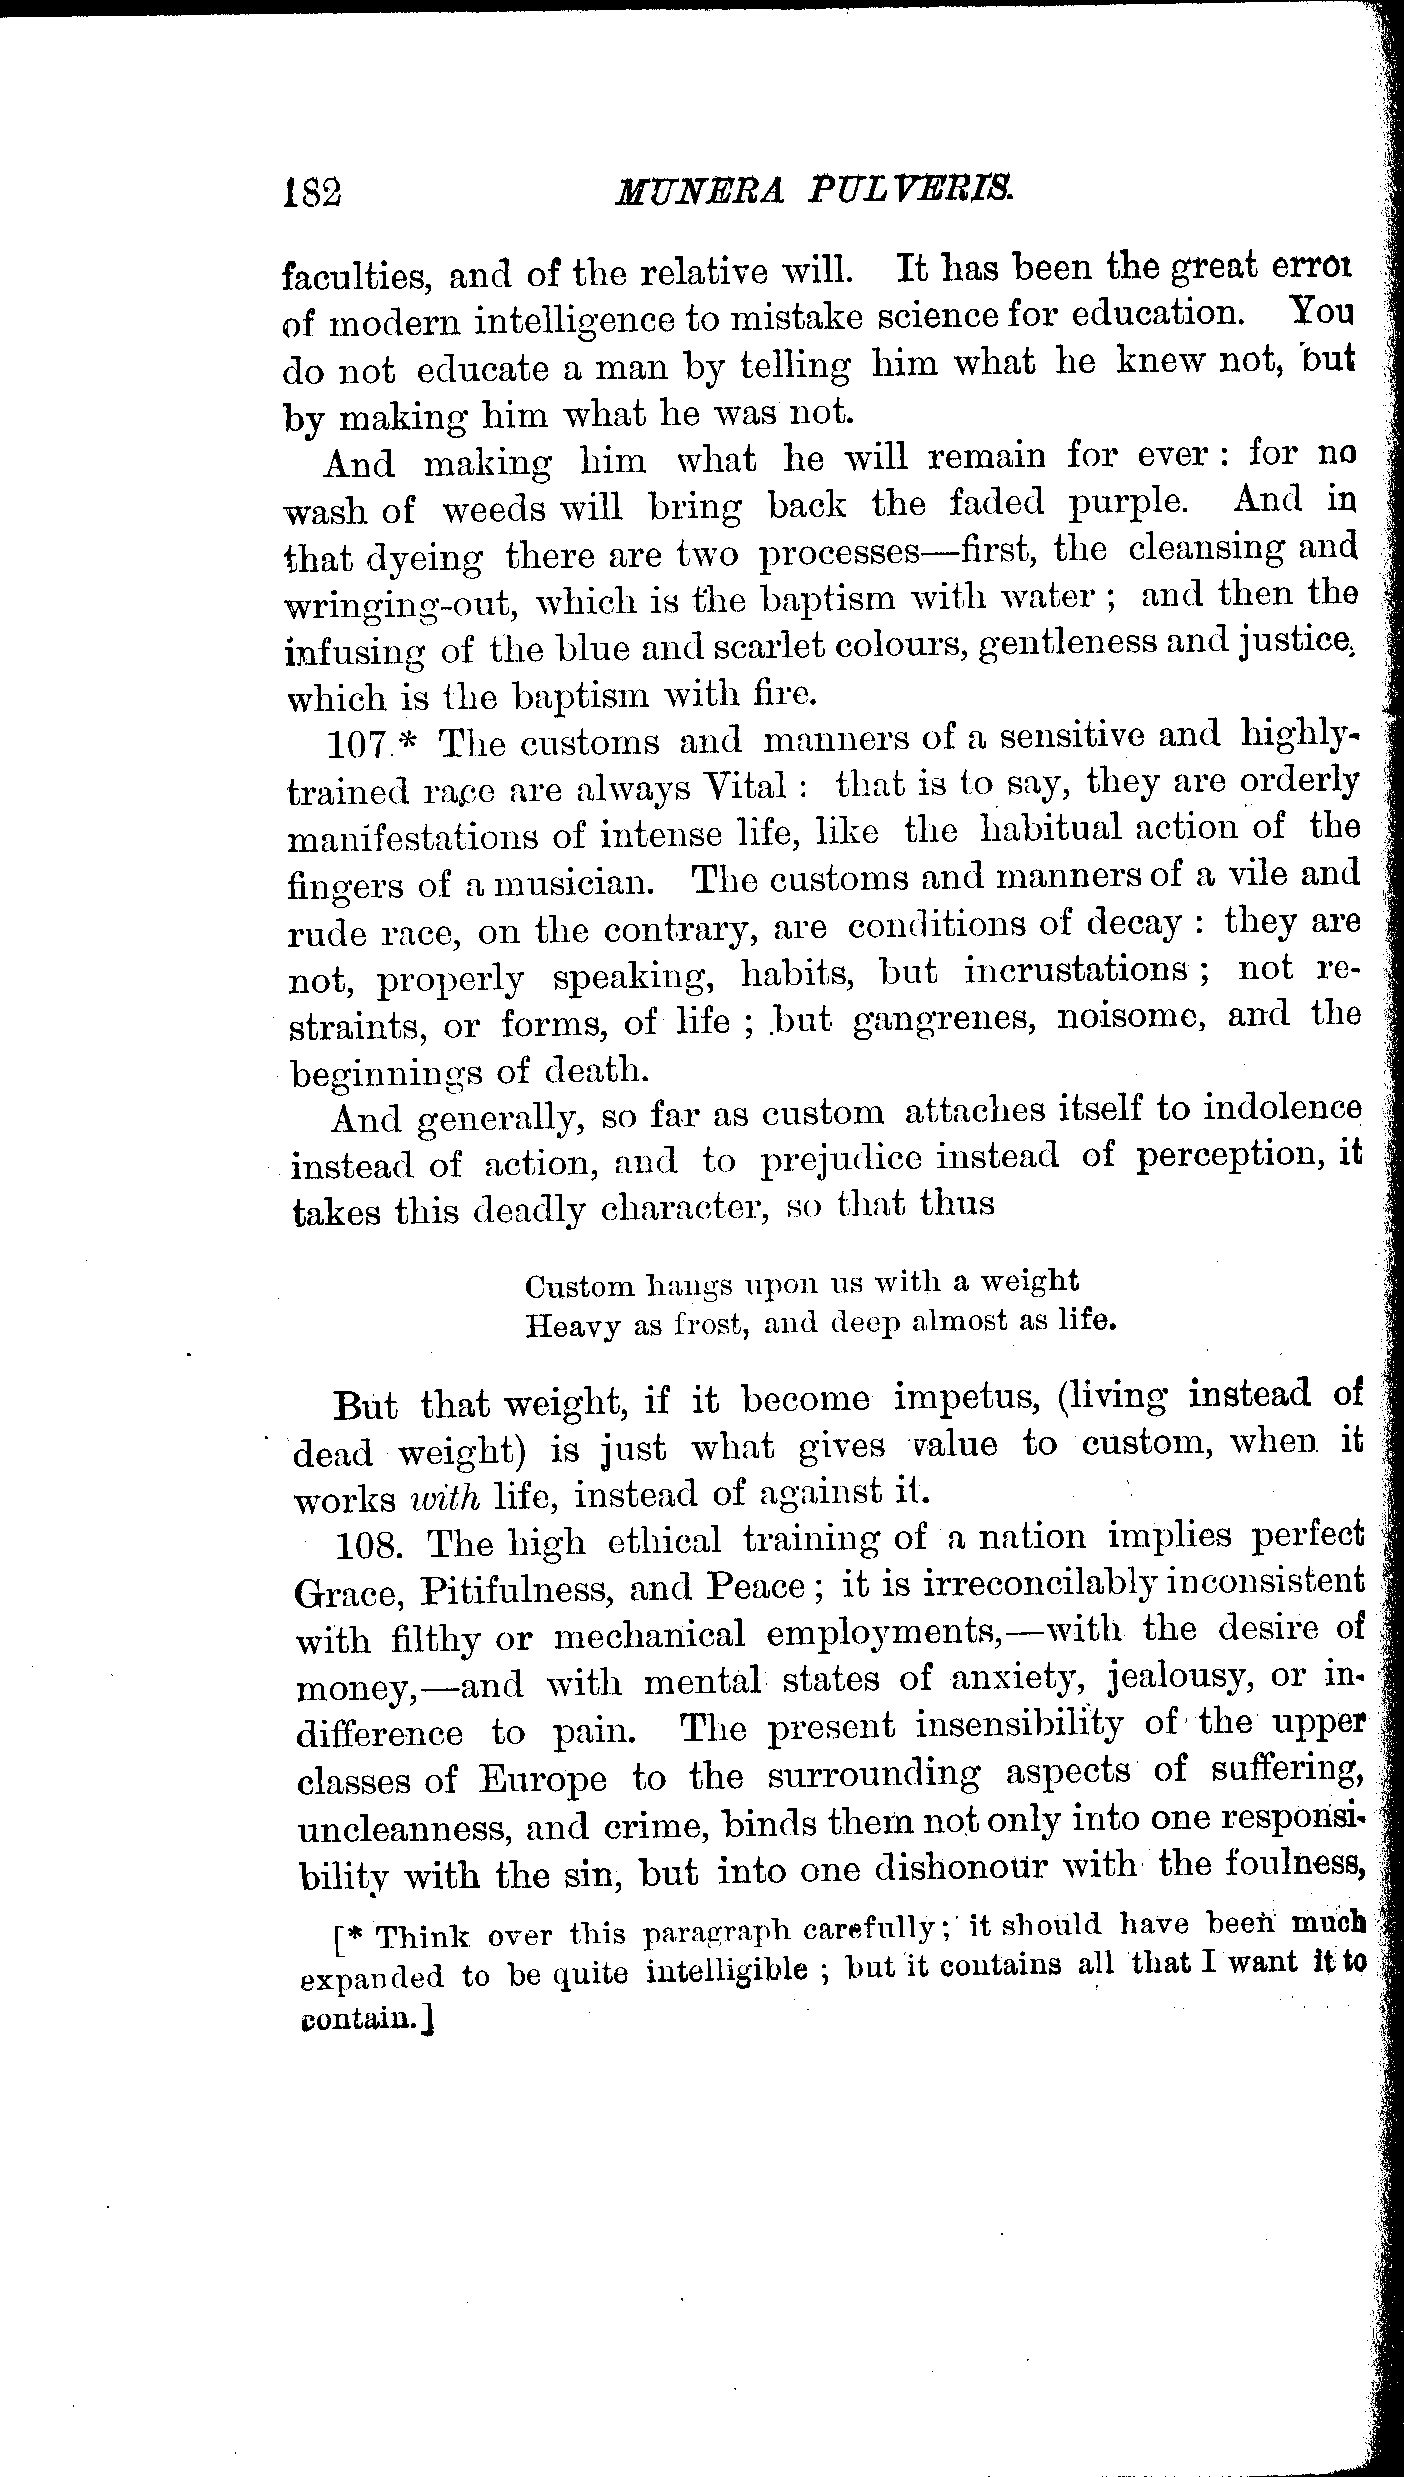 182 MUNERA PULVERIS.
faculties, and of the relative will. It has been the great error
of modern intelligence to mistake science for education. You
do not educate a man by telling him what he knew not, but
by making him what he was not.
And making him what he will remain for ever : for no
wash of weeds will bring back the faded purple. And in
that dyeing there are two processes—first, the cleansing and
wringing-out, which is the baptism with water ; and then the
infusing of the blue and scarlet colours, gentleness and justice,
which is the baptism with fire.
107.* The customs and manners of a sensitive and highly-
trained race are always Vital : that is to say, they are orderly
manifestations of intense life, like the habitual action of the
fingers of a musician. The customs and manners of a vile and
rude race, on the contrary, are conditions of decay : they are
not, properly speaking, habits, but incrustations ; not re-
straints, or forms, of life ; but gangrenes, noisome, and the
beginnings of death.
And generally, so far as custom attaches itself to indolence
instead of action, and to prejudice instead of perception, it
takes this deadly character, so that thus
Custom hangs upon us with a weight
Heavy as frost, and deep almost as life.
But that weight, if it become impetus, (living instead of
dead weight) is just what gives value to custom, when it
works with life, instead of against it.
108. The high ethical training of a nation implies perfect
Grace, Pitifulness, and Peace ; it is irreconcilably inconsistent
with filthy or mechanical employments,—with the desire of
money,—and with mental states of anxiety, jealousy, or in-
difference to pain. The present insensibility of the upper
classes of Europe to the surrounding aspects of suffering,
uncleanness, and crime, binds them not only into one responsi-
bility with the sin, but into one dishonour with the foulness,
[* Think over this paragraph carefully ; it should have been much
expanded to be quite intelligible ; but it contains all that I want it to
contain.]